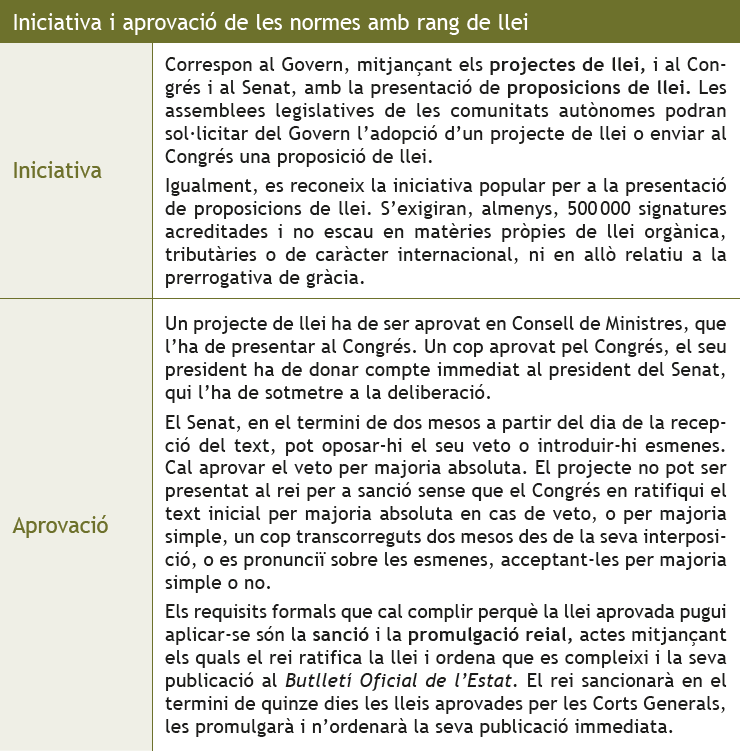 Iniciativa i aprovació de les normes amb rang de llei
Iniciativa
Correspon al Govern, mitjançant els projectes de llei, i al Con-
grés i al Senat, amb la presentació de proposicions de llei. Les
assemblees legislatives de les comunitats autònomes podran
sol·licitar del Govern l’adopció d’un projecte de llei o enviar al
Congrés una proposició de llei.
Igualment, es reconeix la iniciativa popular per a la presentació
de proposicions de llei. S’exigiran, almenys, 500 000 signatures
acreditades i no escau en matèries pròpies de llei orgànica,
tributàries o de caràcter internacional, ni en allò relatiu a la
prerrogativa de gràcia.
Aprovació
Un projecte de llei ha de ser aprovat en Consell de Ministres, que
l’ha de presentar al Congrés. Un cop aprovat pel Congrés, el seu
president ha de donar compte immediat al president del Senat,
qui l’ha de sotmetre a la deliberació.
El Senat, en el termini de dos mesos a partir del dia de la recep-
ció del text, pot oposar-hi el seu veto o introduir-hi esmenes.
Cal aprovar el veto per majoria absoluta. El projecte no pot ser
presentat al rei per a sanció sense que el Congrés en ratifiqui el
text inicial per majoria absoluta en cas de veto, o per majoria
simple, un cop transcorreguts dos mesos des de la seva interposi-
ció, o es pronunciï sobre les esmenes, acceptant-les per majoria
simple o no.
Els requisits formals que cal complir perquè la llei aprovada pugui
aplicar-se són la sanció i la promulgació reial, actes mitjançant
els quals el rei ratifica la llei i ordena que es compleixi i la seva
publicació al Butlletí Oficial de l’Estat. El rei sancionarà en el
termini de quinze dies les lleis aprovades per les Corts Generals,
les promulgarà i n’ordenarà la seva publicació immediata.